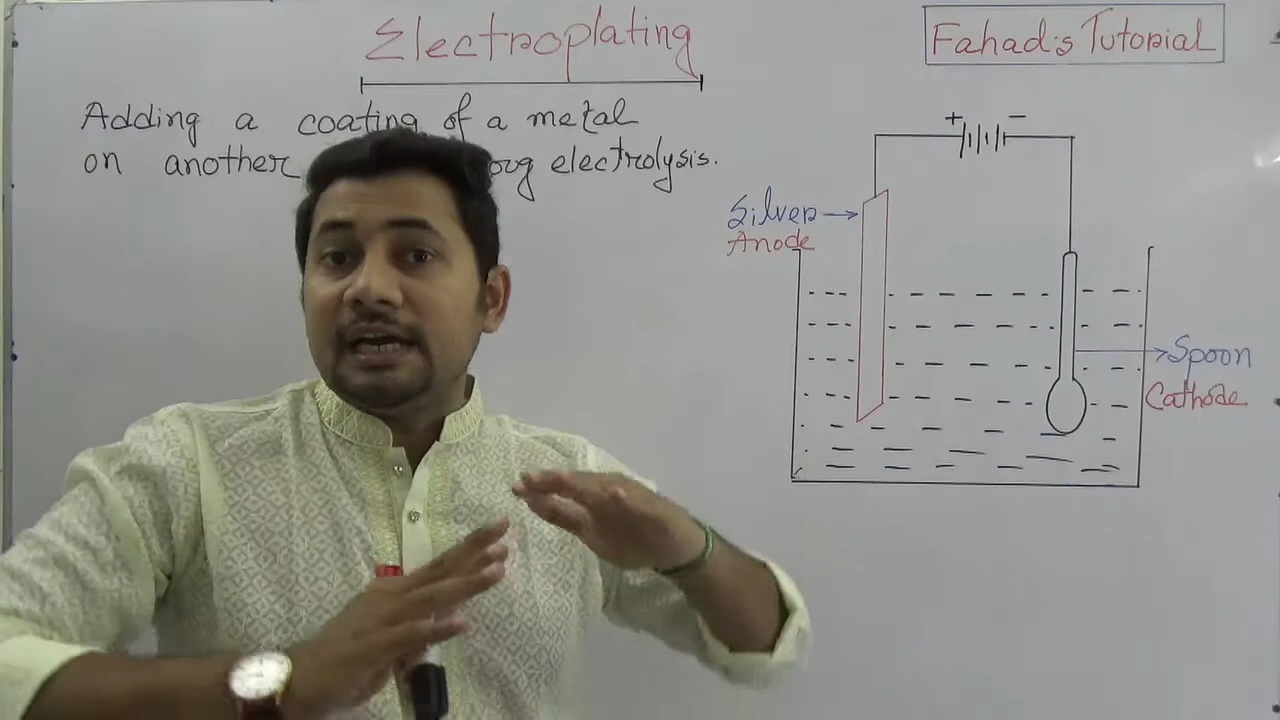 Electroplating
Fahad's Tutorial
Adding a coating of a metal
on another electrolysis.
+ −
Silver
Anode
Spoon
Cathode